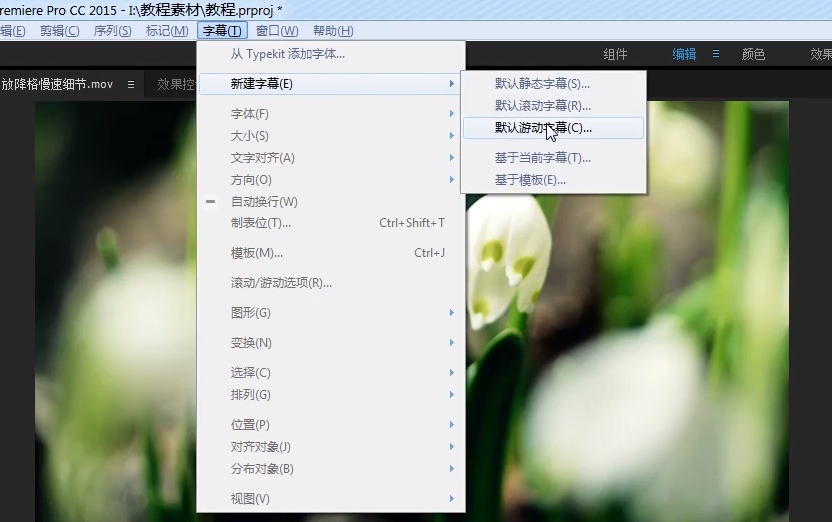 remiere Pro CC 2015 - I:\教程素材\教程.prproj *
辑(E) 剪辑(C) 序列(S) 标记(M) 字幕(T) 窗口(W) 帮助(H)
组件 编辑 颜色 效果
放降格慢速细节.mov 效果控
从 Typekit 添加字体...
新建字幕(E)
字体(F)
大小(S)
文字对齐(A)
方向(O)
自动换行(W)
制表位(T)... Ctrl+Shift+T
模板(M)... Ctrl+J
滚动/游动选项(R)...
图形(G)
变换(N)
选择(C)
排列(G)
位置(P)
对齐对象(J)
分布对象(B)
视图(V)
默认静态字幕(S)...
默认滚动字幕(R)...
默认游动字幕(C)...
基于当前字幕(T)...
基于模板(E)...